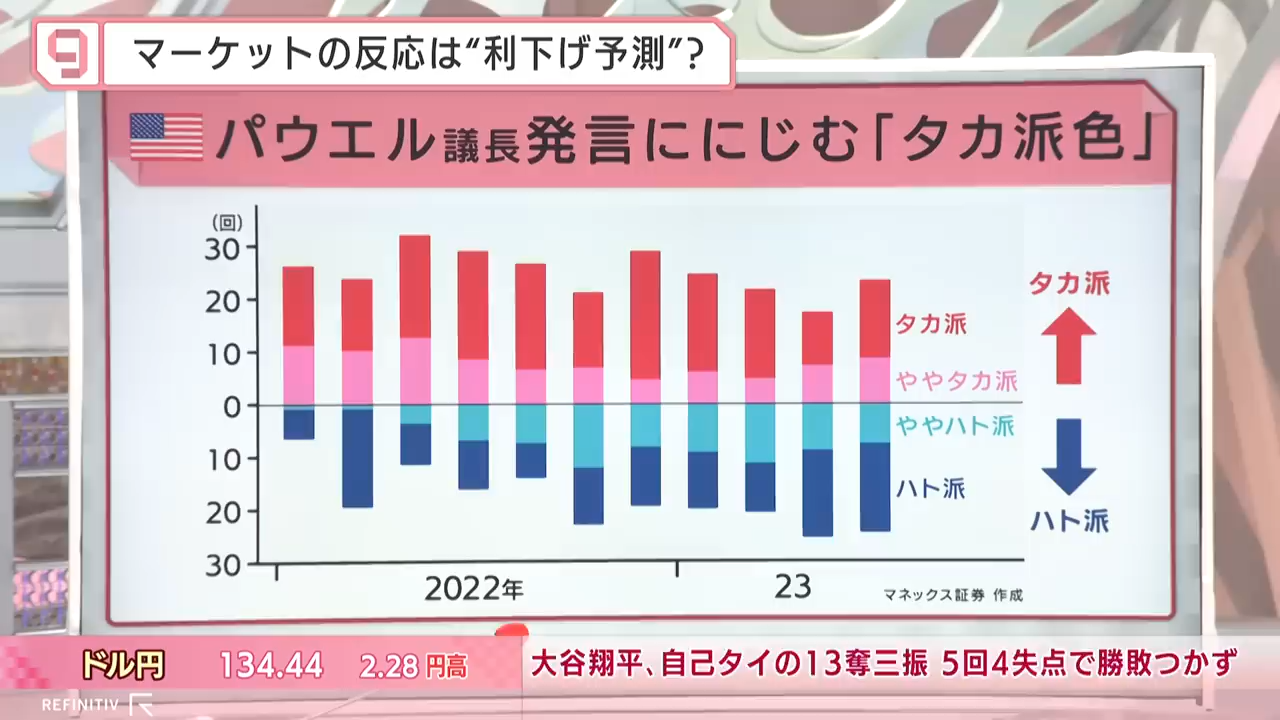 9
マーケットの反応は“利下げ予測”?
パウエル議長発言ににじむ「タカ派色」
(回)
30
20
10
0
10
20
30
タカ派
ややタカ派
ややハト派
ハト派
タカ派
ハト派
2022年
23
マネックス証券 作成
ドル円 134.44 2.28 円高
大谷翔平、自己タイの13奪三振 5回4失点で勝敗つかず
REFINITIV